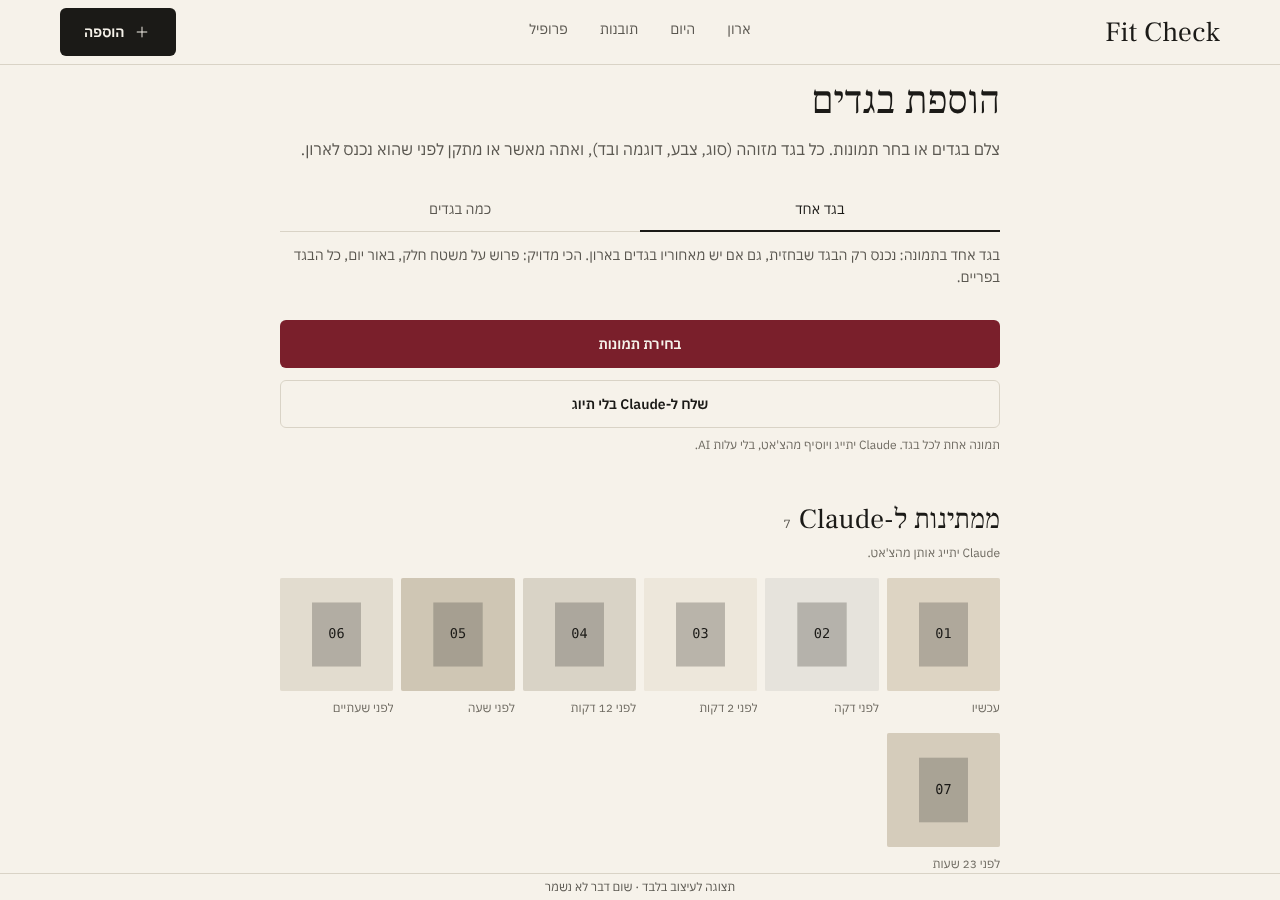 Fit Check
ארון
היום
תובנות
פרופיל
+ הוספה
הוספת בגדים
צלם בגדים או בחר תמונות. כל בגד מזוהה (סוג, צבע, דוגמה ובד), ואתה מאשר או מתקן לפני שהוא נכנס לארון.
בגד אחד
כמה בגדים
בגד אחד בתמונה: נכנס רק הבגד שבחזית, גם אם יש מאחוריו בגדים בארון. הכי מדויק: פרוש על משטח חלק, באור יום, כל הבגד
בפריים.
בחירת תמונות
שלח ל-Claude בלי תיוג
תמונה אחת לכל בגד. Claude יתייג ויוסיף מהצ'אט, בלי עלות AI.
ממתינות ל-Claude 7
Claude יתייג אותן מהצ'אט.
01
02
03
04
05
06
עכשיו
לפני דקה
לפני 2 דקות
לפני 12 דקות
לפני שעה
לפני שעתיים
07
לפני 23 שעות
תצוגה לעיצוב בלבד · שום דבר לא נשמר